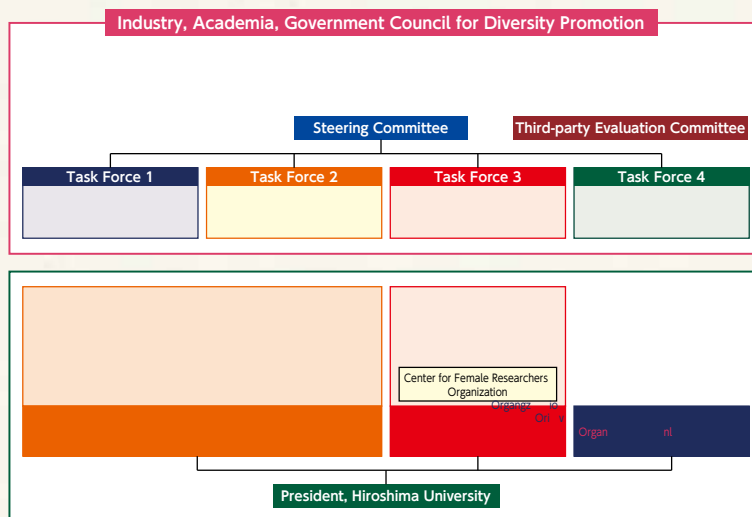 Industry, Academia, Government Council for Diversity Promotion
Steering Committee
Third-party Evaluation Committee
Task Force 1
Task Force 2
Task Force 3
Task Force 4
Center for Female Researchers
Organization
President, Hiroshima University